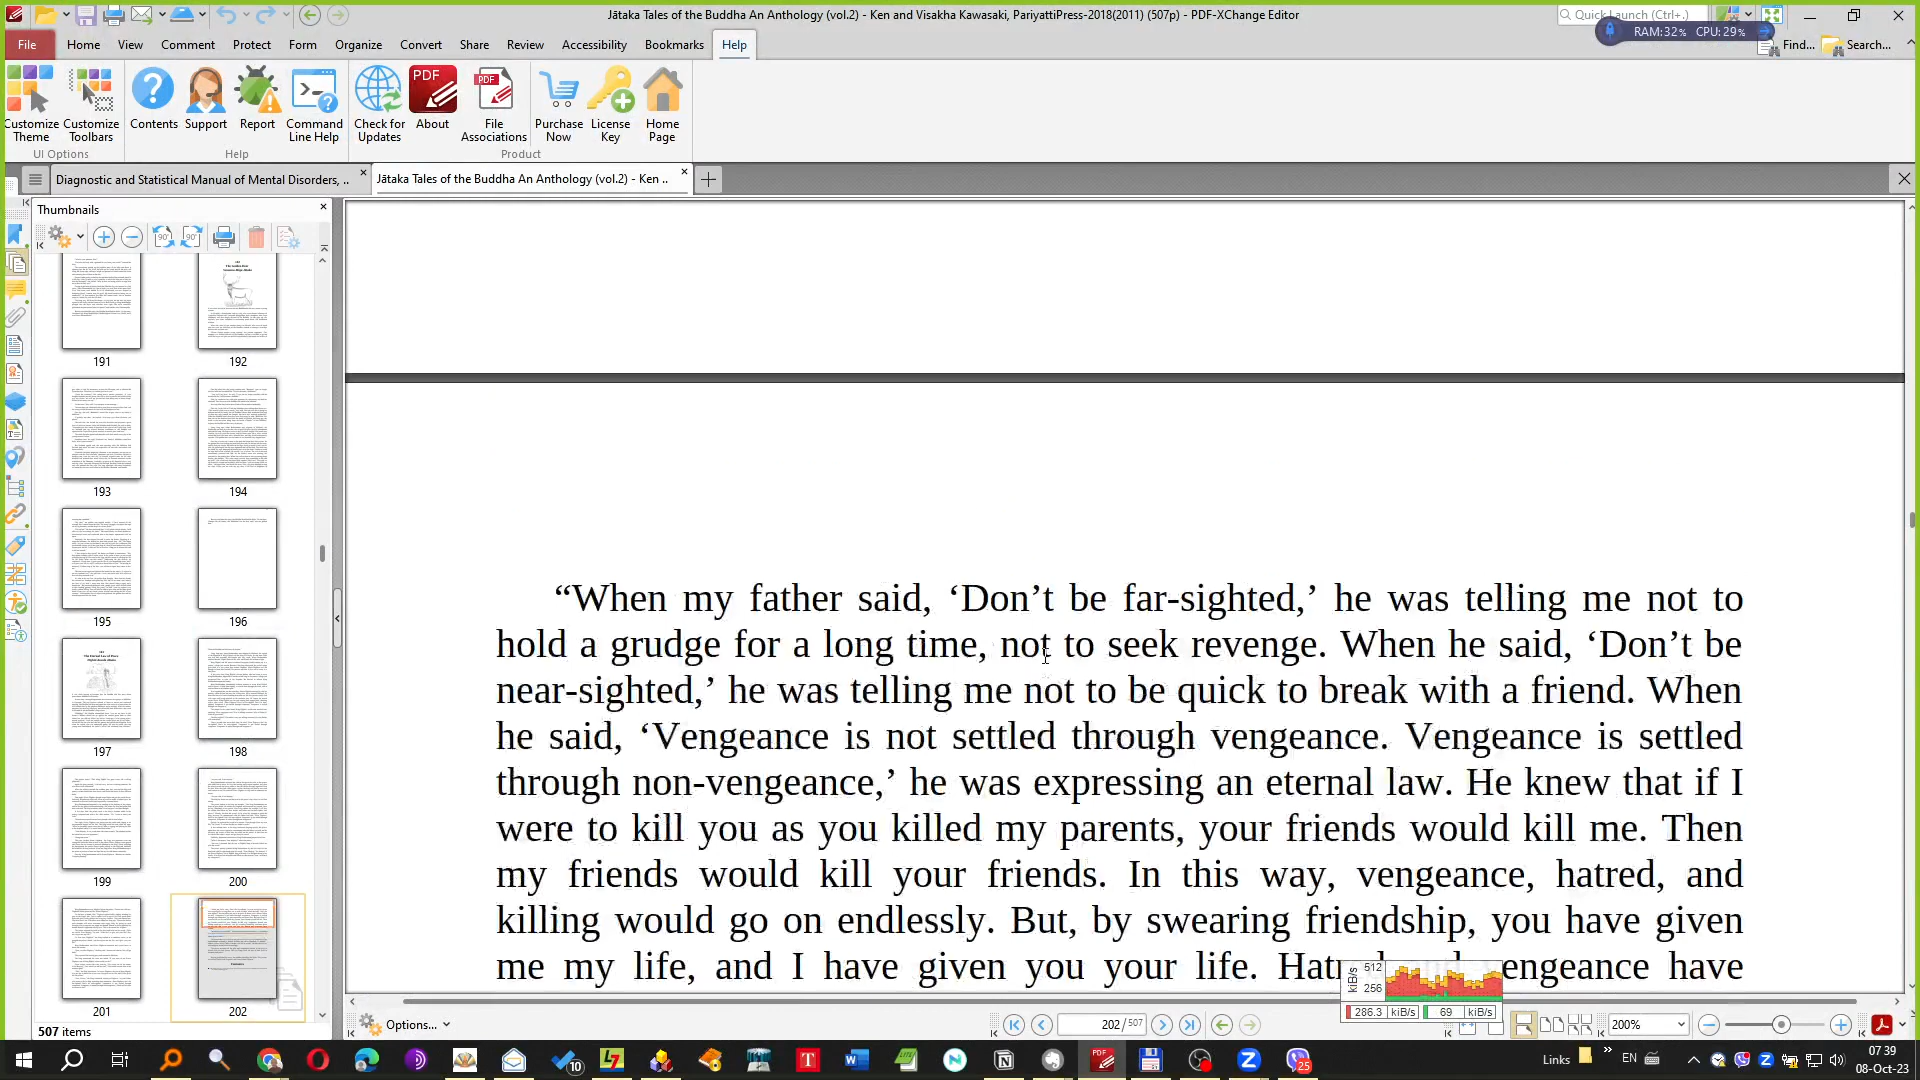 Jātaka Tales of the Buddha An Anthology (vol.2) - Ken and Visakha Kawasaki, PariyattiPress-2018(2011) (507p) - PDF-XChange Editor
Quick Launch (Ctrl+.)
RAM:32% CPU: 29%
File Home View Comment Protect Form Organize Convert Share Review Accessibility Bookmarks Help
Find... Search...
Customize Theme
Customize Toolbars
UI Options
Contents
Support
Report
Command Line Help
Help
Check for Updates
About
File Associations
Purchase Now
License Key
Home Page
Product
Diagnostic and Statistical Manual of Mental Disorders, ..
Jātaka Tales of the Buddha An Anthology (vol.2) - Ken ..
Thumbnails
191 192
193 194
195 196
197 198
199 200
201 202
507 items
“When my father said, ‘Don’t be far-sighted,’ he was telling me not to
hold a grudge for a long time, not to seek revenge. When he said, ‘Don’t be
near-sighted,’ he was telling me not to be quick to break with a friend. When
he said, ‘Vengeance is not settled through vengeance. Vengeance is settled
through non-vengeance,’ he was expressing an eternal law. He knew that if I
were to kill you as you killed my parents, your friends would kill me. Then
my friends would kill your friends. In this way, vengeance, hatred, and
killing would go on endlessly. But, by swearing friendship, you have given
me my life, and I have given you your life. Hatred and vengeance have
kiB/s 512
256
286.3 kiB/s 69 kiB/s
Options...
202 / 507
200%
10
25
Links
EN
07:39
08-Oct-23